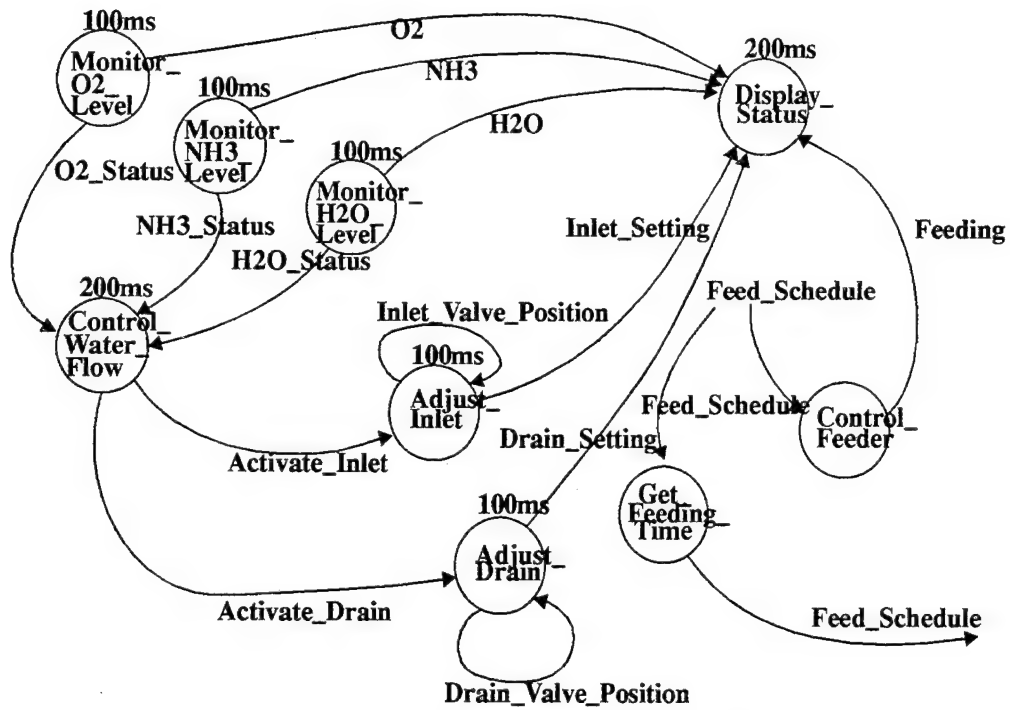 100ms
Monitor_
O2_
Level
O2
100ms
Monitor_
NH3_
Level
NH3
200ms
Display_
Status
100ms
Monitor_
H2O_
Level
H2O
O2_Status
NH3_Status
H2O_Status
Inlet_Setting
Feeding
200ms
Control_
Water_
Flow
Inlet_Valve_Position
100ms
Adjust_
Inlet
Feed_Schedule
Feed_Schedule
Control_
Feeder
Drain_Setting
Activate_Inlet
100ms
Adjust_
Drain
Get_
Feeding_
Time
Activate_Drain
Feed_Schedule
Drain_Valve_Position